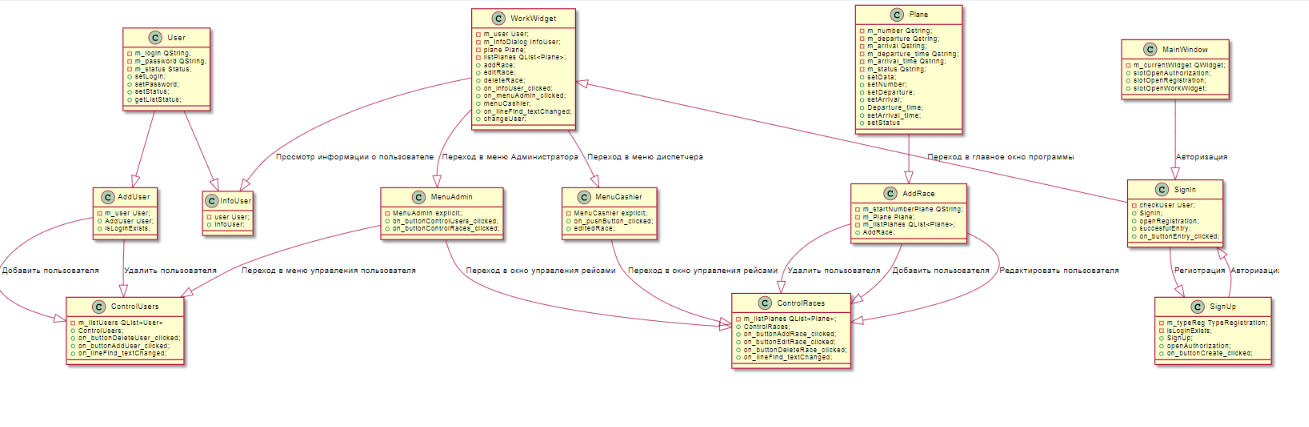 C User
m_login QString;
m_password QString;
m_status Status;
setLogin;
setPassword;
setStatus;
getListStatus;
C WorkWidget
m_user User;
m_infoDialog infoUser;
plane Plane;
listPlanes QList<Plane>;
addRace;
editRace;
deleteRace;
on_infoUser_clicked;
on_menuAdmin_clicked;
menuCashier;
on_lineFind_textChanged;
changeUser;
C Plane
m_number Qstring;
m_departure Qstring;
m_arrival Qstring;
m_departure_time Qstring;
m_arrival_time Qstring;
m_status Qstring;
setData;
setNumber;
setDeparture;
setArrival;
Departure_time;
setArrival_time;
setStatus
C MainWindow
m_currentWidget QWidget;
slotOpenAuthorization;
slotOpenRegistration;
slotOpenWorkWidget;
Просмотр информации о пользователе
Переход в меню Администратора
Переход в меню диспетчера
Переход в главное окно программы
Авторизация
C AddUser
m_user User;
AddUser User;
isLoginExists;
C InfoUser
user User;
InfoUser;
C MenuAdmin
MenuAdmin explicit;
on_buttonControlUsers_clicked;
on_buttonControlRaces_clicked;
C MenuCashier
MenuCashier explicit;
on_pushButton_clicked;
editedRace;
C AddRace
m_startNumberPlane QString;
m_Plane Plane;
m_listPlanes QList<Plane>;
AddRace;
C SignIn
checkUser User;
SignIn;
openRegistration;
succesfulEntry;
on_buttonEntry_clicked;
Добавить пользователя
Удалить пользователя
Переход в меню управления пользователя
Переход в окно управления рейсами
Переход в окно управления рейсами
Удалить пользователя
Добавить пользователя
Редактировать пользователя
Регистрация
Авторизаци
C ControlUsers
m_listUsers QList<User>
ControlUsers;
on_buttonDeleteUser_clicked;
on_buttonAddUser_clicked;
on_lineFind_textChanged;
C ControlRaces
m_listPlanes QList<Plane>;
ControlRaces;
on_buttonAddRace_clicked;
on_buttonEditRace_clicked;
on_buttonDeleteRace_clicked;
on_lineFind_textChanged;
C SignUp
m_typeReg TypeRegistration;
isLoginExists;
SignUp;
openAuthorization;
on_buttonCreate_clicked;